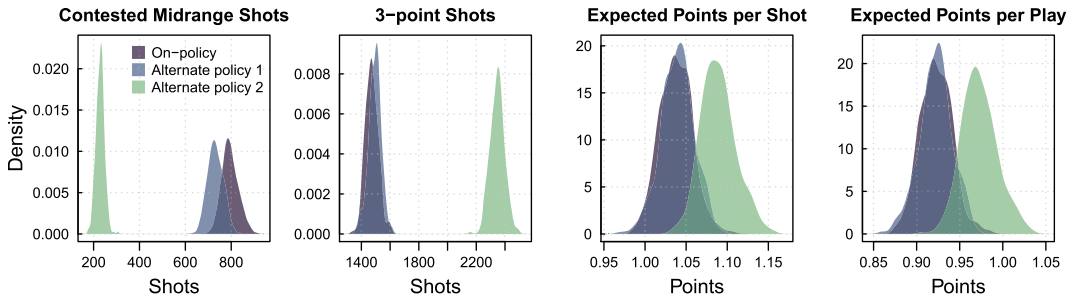 Contested Midrange Shots
3−point Shots
Expected Points per Shot
Expected Points per Play
Density
0.020
0.015
0.010
0.005
0.000
On−policy
Alternate policy 1
Alternate policy 2
200 400 600 800
Shots
0.008
0.006
0.004
0.002
0.000
1400 1800 2200
Shots
20
15
10
5
0
0.95 1.00 1.05 1.10 1.15
Points
20
15
10
5
0
0.85 0.90 0.95 1.00 1.05
Points